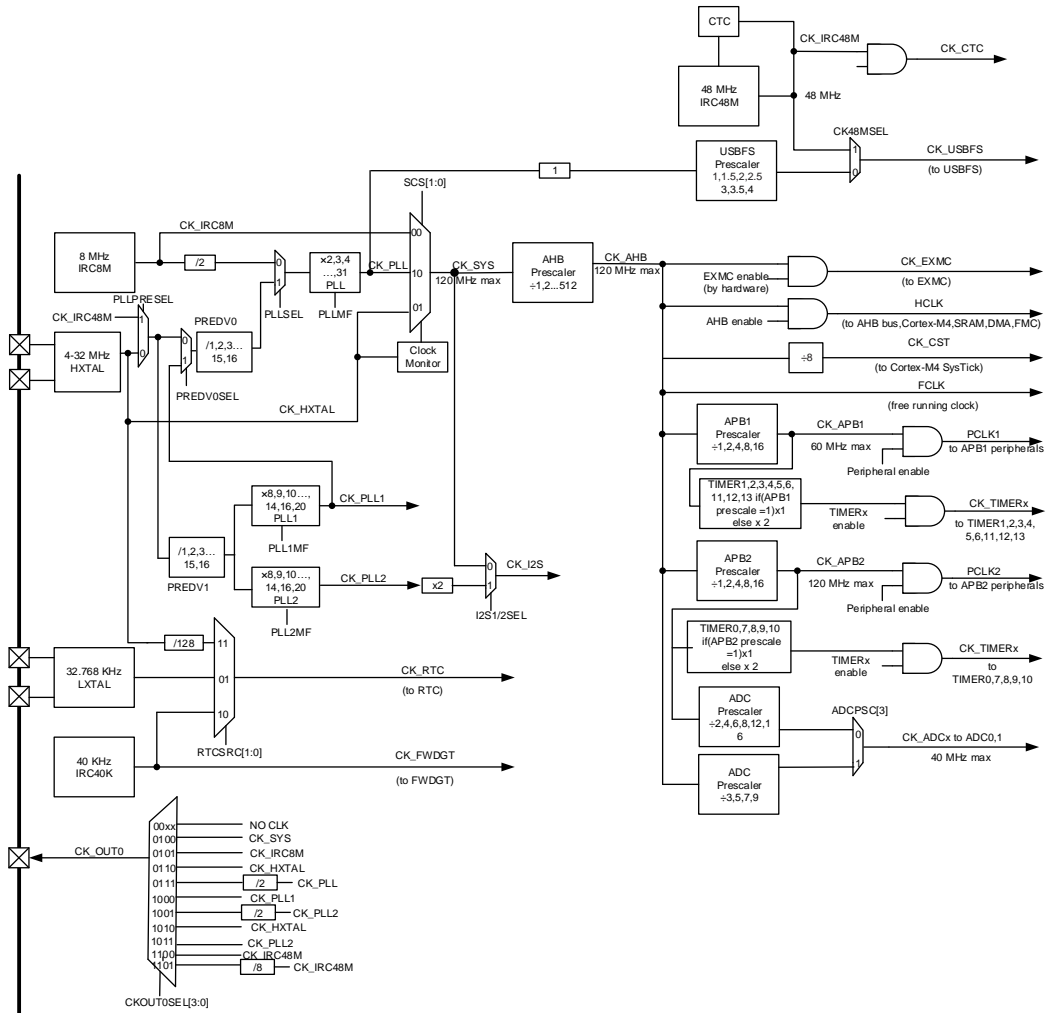 CTC
CK_IRC48M
CK_CTC
48 MHz
IRC48M
48 MHz
CK48MSEL
1
0
CK_USBFS
(to USBFS)
USBFS
Prescaler
1,1.5,2,2.5
3,3.5,4
1
SCS[1:0]
CK_IRC8M
00
8 MHz
IRC8M
/2
0
1
PLLSEL
×2,3,4
…,31
PLL
PLLMF
CK_PLL
10
01
CK_SYS
120 MHz max
AHB
Prescaler
÷1,2...512
CK_AHB
120 MHz max
EXMC enable
(by hardware)
CK_EXMC
(to EXMC)
AHB enable
HCLK
(to AHB bus,Cortex-M4,SRAM,DMA,FMC)
÷8
CK_CST
(to Cortex-M4 SysTick)
FCLK
(free running clock)
PLLPRESEL
CK_IRC48M
1
0
4-32 MHz
HXTAL
0
1
PREDV0SEL
PREDV0
/1,2,3…
15,16
Clock
Monitor
CK_HXTAL
APB1
Prescaler
÷1,2,4,8,16
CK_APB1
60 MHz max
Peripheral enable
PCLK1
to APB1 peripherals
TIMER1,2,3,4,5,6,
11,12,13 if(APB1
prescale =1)x1
else x 2
TIMERx
enable
CK_TIMERx
to TIMER1,2,3,4,
5,6,11,12,13
×8,9,10…,
14,16,20
PLL1
PLL1MF
CK_PLL1
/1,2,3…
15,16
PREDV1
×8,9,10…,
14,16,20
PLL2
PLL2MF
CK_PLL2
x2
0
1
I2S1/2SEL
CK_I2S
APB2
Prescaler
÷1,2,4,8,16
CK_APB2
120 MHz max
Peripheral enable
PCLK2
to APB2 peripherals
TIMER0,7,8,9,10
if(APB2 prescale
=1)x1
else x 2
TIMERx
enable
CK_TIMERx
to
TIMER0,7,8,9,10
/128
11
01
10
32.768 KHz
LXTAL
CK_RTC
(to RTC)
RTCSRC[1:0]
40 KHz
IRC40K
CK_FWDGT
(to FWDGT)
ADC
Prescaler
÷2,4,6,8,12,1
6
ADCPSC[3]
0
1
CK_ADCx to ADC0,1
40 MHz max
ADC
Prescaler
÷3,5,7,9
CK_OUT0
00xx
NO CLK
0100
CK_SYS
0101
CK_IRC8M
0110
CK_HXTAL
0111
/2
CK_PLL
1000
CK_PLL1
1001
/2
CK_PLL2
1010
CK_HXTAL
1011
CK_PLL2
1100
CK_IRC48M
1101
/8
CK_IRC48M
CKOUT0SEL[3:0]